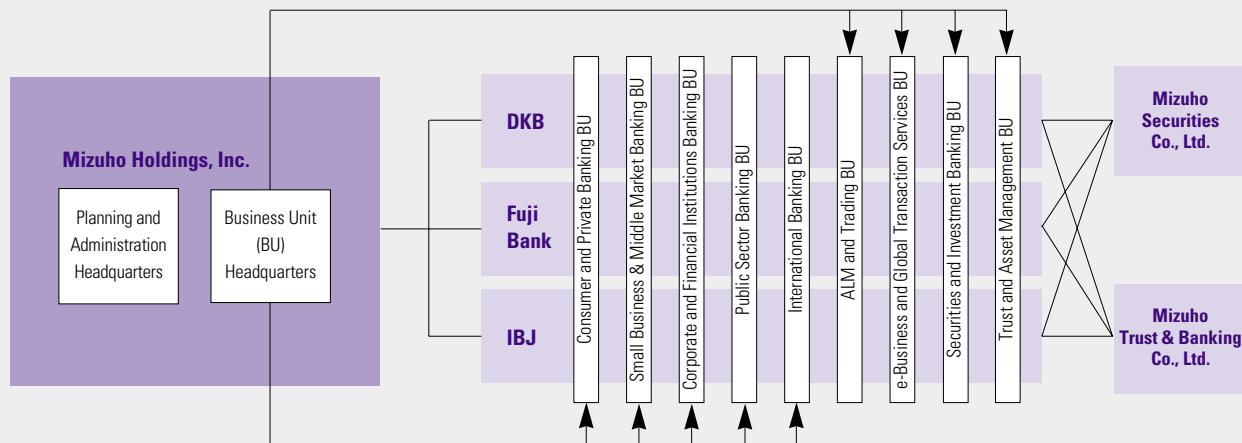 Mizuho Holdings, Inc.
Planning and
Administration
Headquarters
Business Unit
(BU)
Headquarters
DKB
Fuji
Bank
IBJ
Consumer and Private Banking BU
Small Business & Middle Market Banking BU
Corporate and Financial Institutions Banking BU
Public Sector Banking BU
International Banking BU
ALM and Trading BU
e-Business and Global Transaction Services BU
Securities and Investment Banking BU
Trust and Asset Management BU
Mizuho
Securities
Co., Ltd.
Mizuho
Trust & Banking
Co., Ltd.